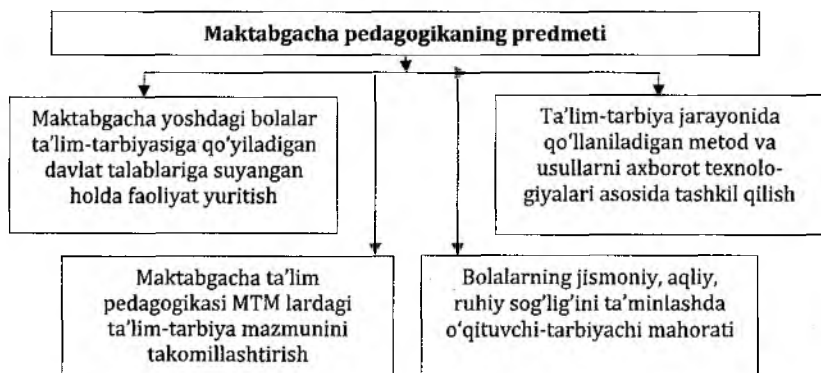 Maktabgacha pedagogikaning predmeti
Maktabgacha yoshdagi bolalar
ta'lim-tarbiyasiga qo'yiladigan
davlat talablariga suyangan
holda faoliyat yuritish
Ta'lim-tarbiya jarayonida
qo'llaniladigan metod va
usullarni axborot texnolo-
giyalari asosida tashkil qilish
Maktabgacha ta'lim
pedagogikasi MTM lardagi
ta'lim-tarbiya mazmunini
takomillashtirish
Bolalarning jismoniy, aqliy,
ruhiy sog'lig'ini ta'minlashda
o'qituvchi-tarbiyachi mahorati